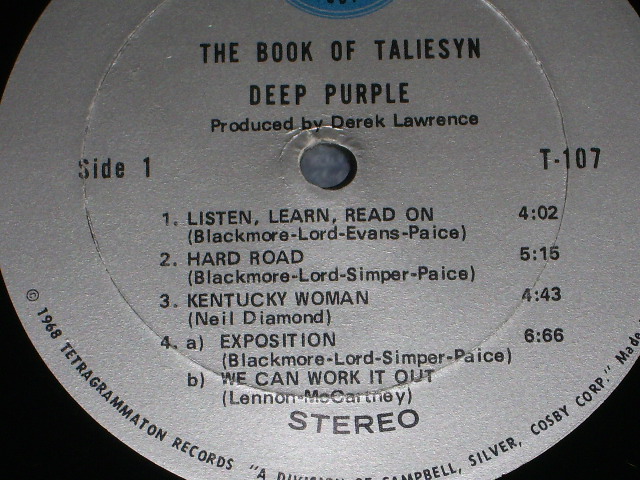 THE BOOK OF TALIESYN
DEEP PURPLE
Produced by Derek Lawrence
Side 1
T-107
1. LISTEN, LEARN, READ ON 4:02
(Blackmore-Lord-Evans-Paice)
2. HARD ROAD 5:15
(Blackmore-Lord-Simper-Paice)
3. KENTUCKY WOMAN 4:43
(Neil Diamond)
4. a) EXPOSITION 6:66
(Blackmore-Lord-Simper-Paice)
b) WE CAN WORK IT OUT
(Lennon-McCartney)
STEREO
© 1968 TETRAGRAMMATON RECORDS "A DIVISION OF CAMPBELL, SILVER, COSBY CORP." Made